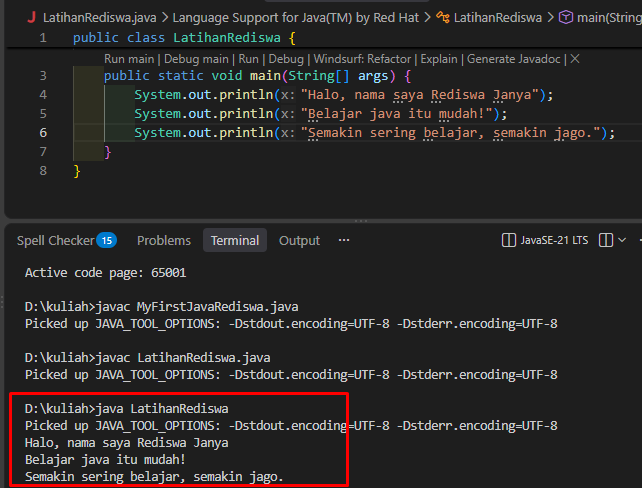 LatihanRediswa.java > Language Support for Java(TM) by Red Hat > LatihanRediswa > main(String
1 public class LatihanRediswa {
Run main | Debug main | Run | Debug | Windsurf: Refactor | Explain | Generate Javadoc | X
3 public static void main(String[] args) {
4 System.out.println(x:"Halo, nama saya Rediswa Janya");
5 System.out.println(x:"Belajar java itu mudah!");
6 System.out.println(x:"Semakin sering belajar, semakin jago.");
7 }
8 }
Spell Checker 15 Problems Terminal Output ... JavaSE-21 LTS
Active code page: 65001
D:\kuliah>javac MyFirstJavaRediswa.java
Picked up JAVA_TOOL_OPTIONS: -Dstdout.encoding=UTF-8 -Dstderr.encoding=UTF-8
D:\kuliah>javac LatihanRediswa.java
Picked up JAVA_TOOL_OPTIONS: -Dstdout.encoding=UTF-8 -Dstderr.encoding=UTF-8
D:\kuliah>java LatihanRediswa
Picked up JAVA_TOOL_OPTIONS: -Dstdout.encoding=UTF-8 -Dstderr.encoding=UTF-8
Halo, nama saya Rediswa Janya
Belajar java itu mudah!
Semakin sering belajar, semakin jago.